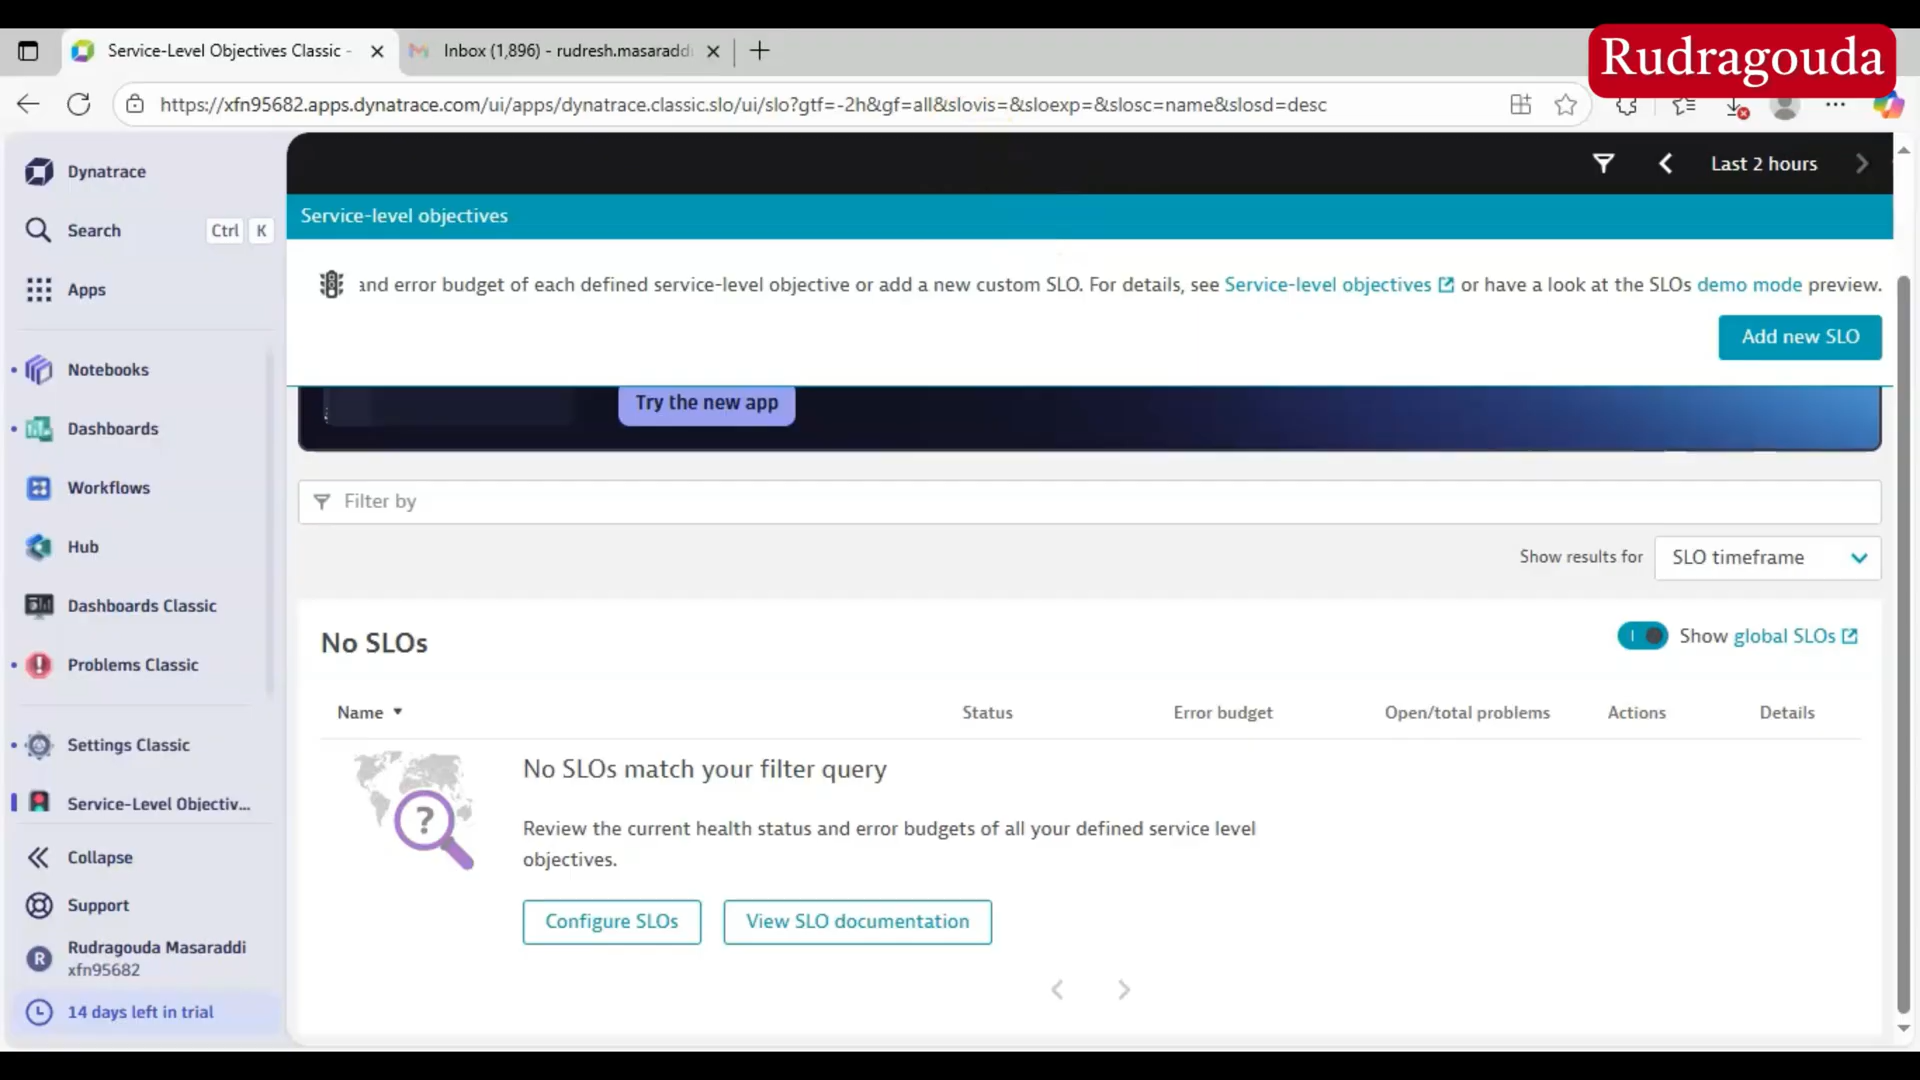 Service-Level Objectives Classic -
Inbox (1,896) - rudresh.masaradd
Rudragouda
https://xfn95682.apps.dynatrace.com/ui/apps/dynatrace.classic.slo/ui/slo?gtf=-2h&gf=all&slovis=&sloexp=&slosc=name&slosd=desc
Dynatrace
Search Ctrl K
Apps
Notebooks
Dashboards
Workflows
Hub
Dashboards Classic
Problems Classic
Settings Classic
Service-Level Objectiv...
Collapse
Support
R
Rudragouda Masaraddi
xfn95682
14 days left in trial
Last 2 hours
Service-level objectives
and error budget of each defined service-level objective or add a new custom SLO. For details, see Service-level objectives or have a look at the SLOs demo mode preview.
Add new SLO
Try the new app
Filter by
Show results for SLO timeframe
No SLOs
Show global SLOs
Name Status Error budget Open/total problems Actions Details
?
No SLOs match your filter query
Review the current health status and error budgets of all your defined service level
objectives.
Configure SLOs View SLO documentation